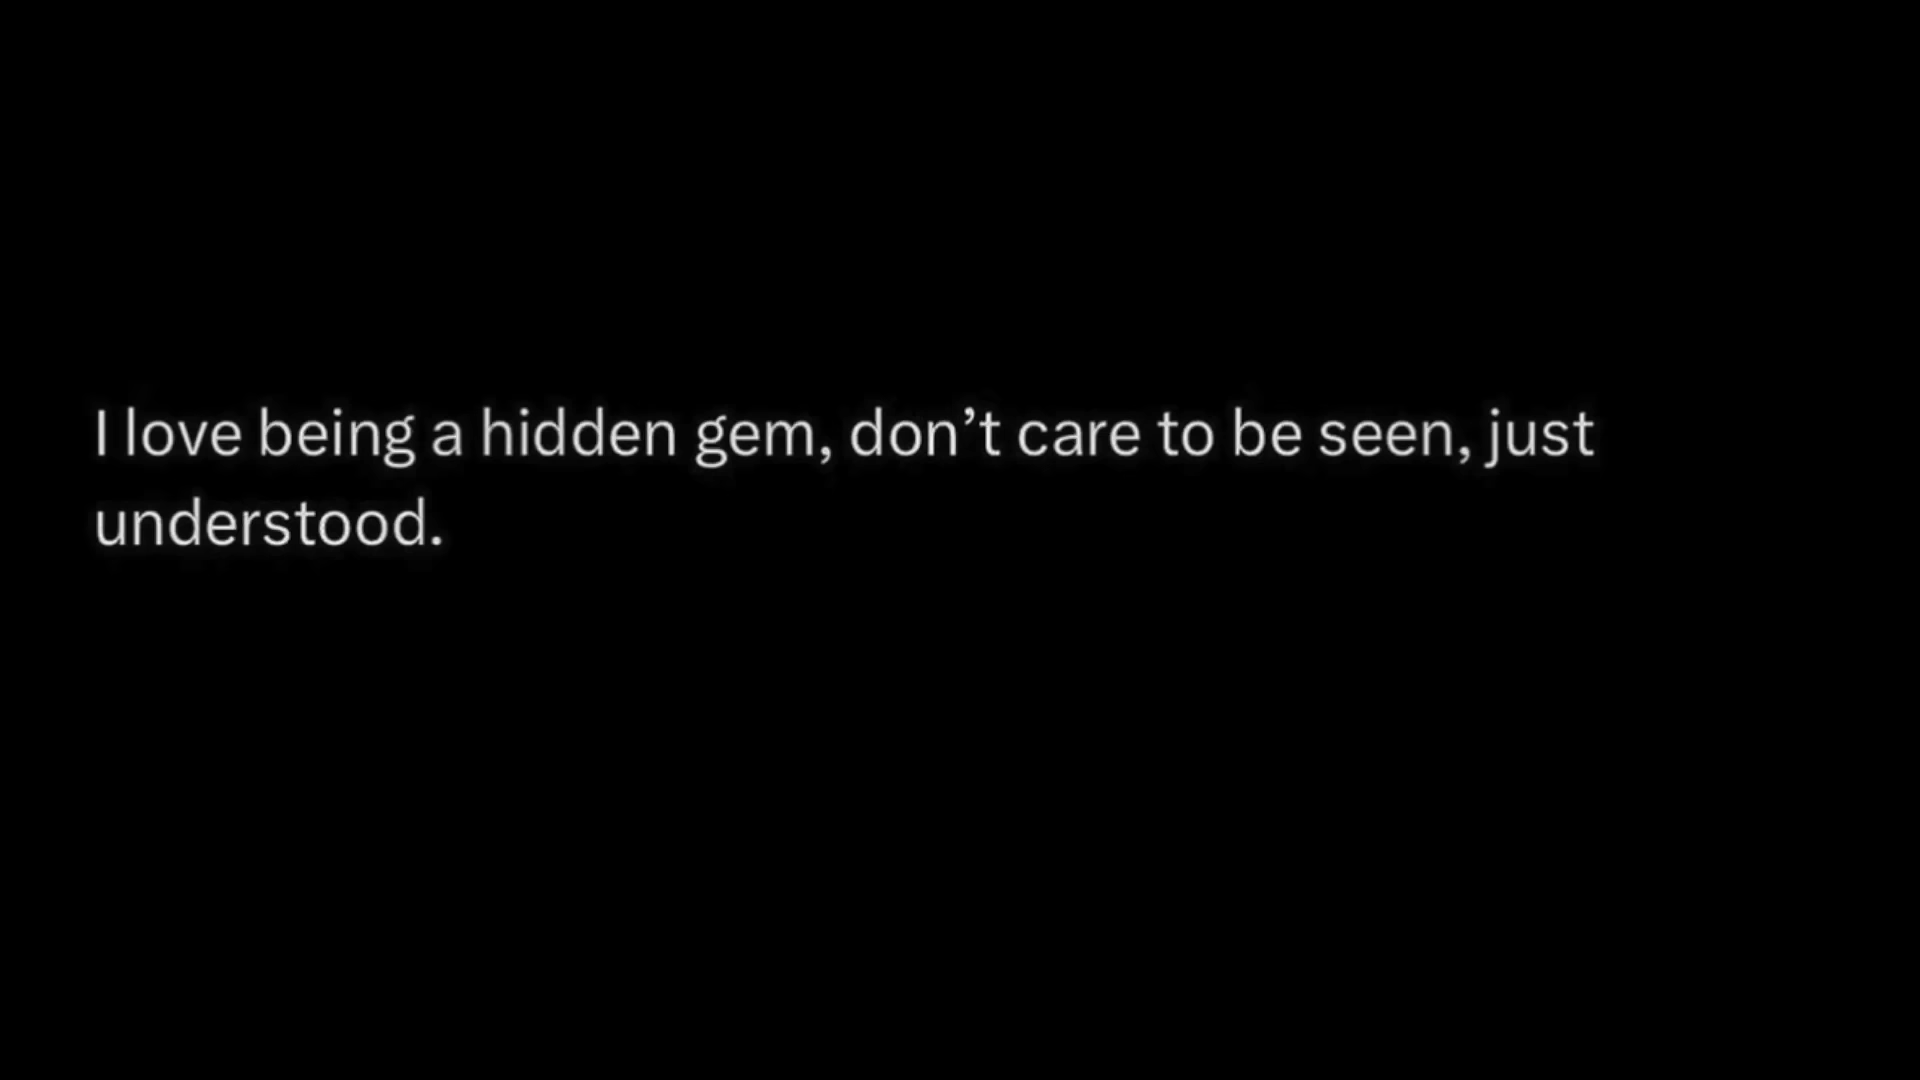 I love being a hidden gem, don’t care to be seen, just
understood.